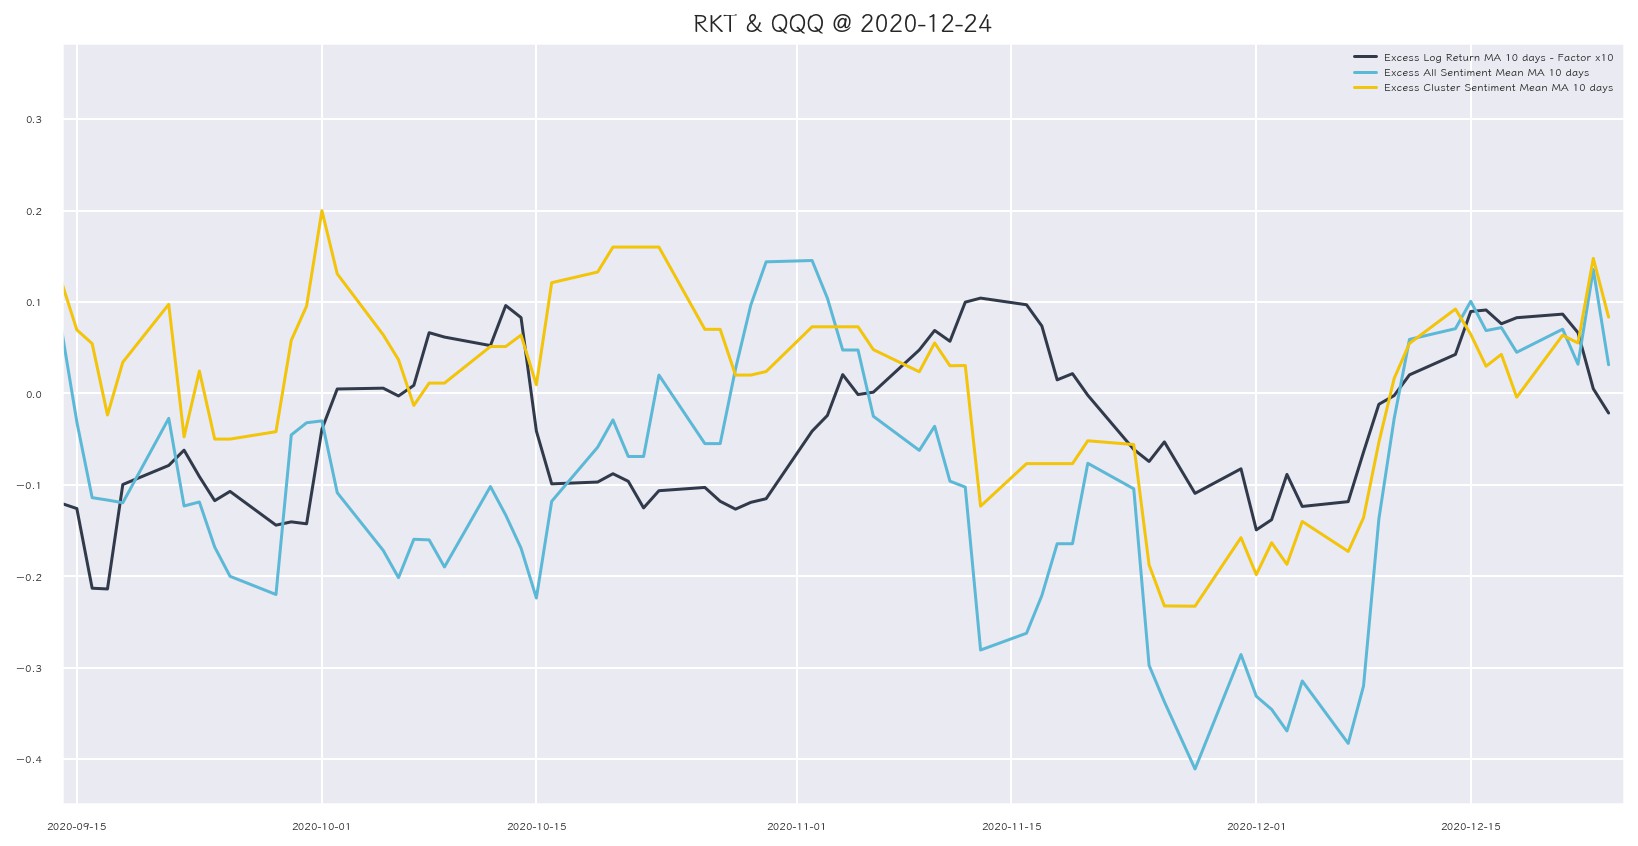 RKT & QQQ @ 2020-12-24
Excess Log Return MA 10 days - Factor x10
Excess All Sentiment Mean MA 10 days
Excess Cluster Sentiment Mean MA 10 days
0.3
0.2
0.1
0.0
−0.1
−0.2
−0.3
−0.4
2020-09-15 2020-10-01 2020-10-15 2020-11-01 2020-11-15 2020-12-01 2020-12-15